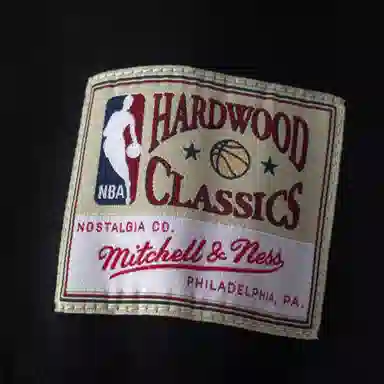 HARDWOOD
CLASSICS
NBA
NOSTALGIA CO.
Mitchell & Ness
PHILADELPHIA, PA.